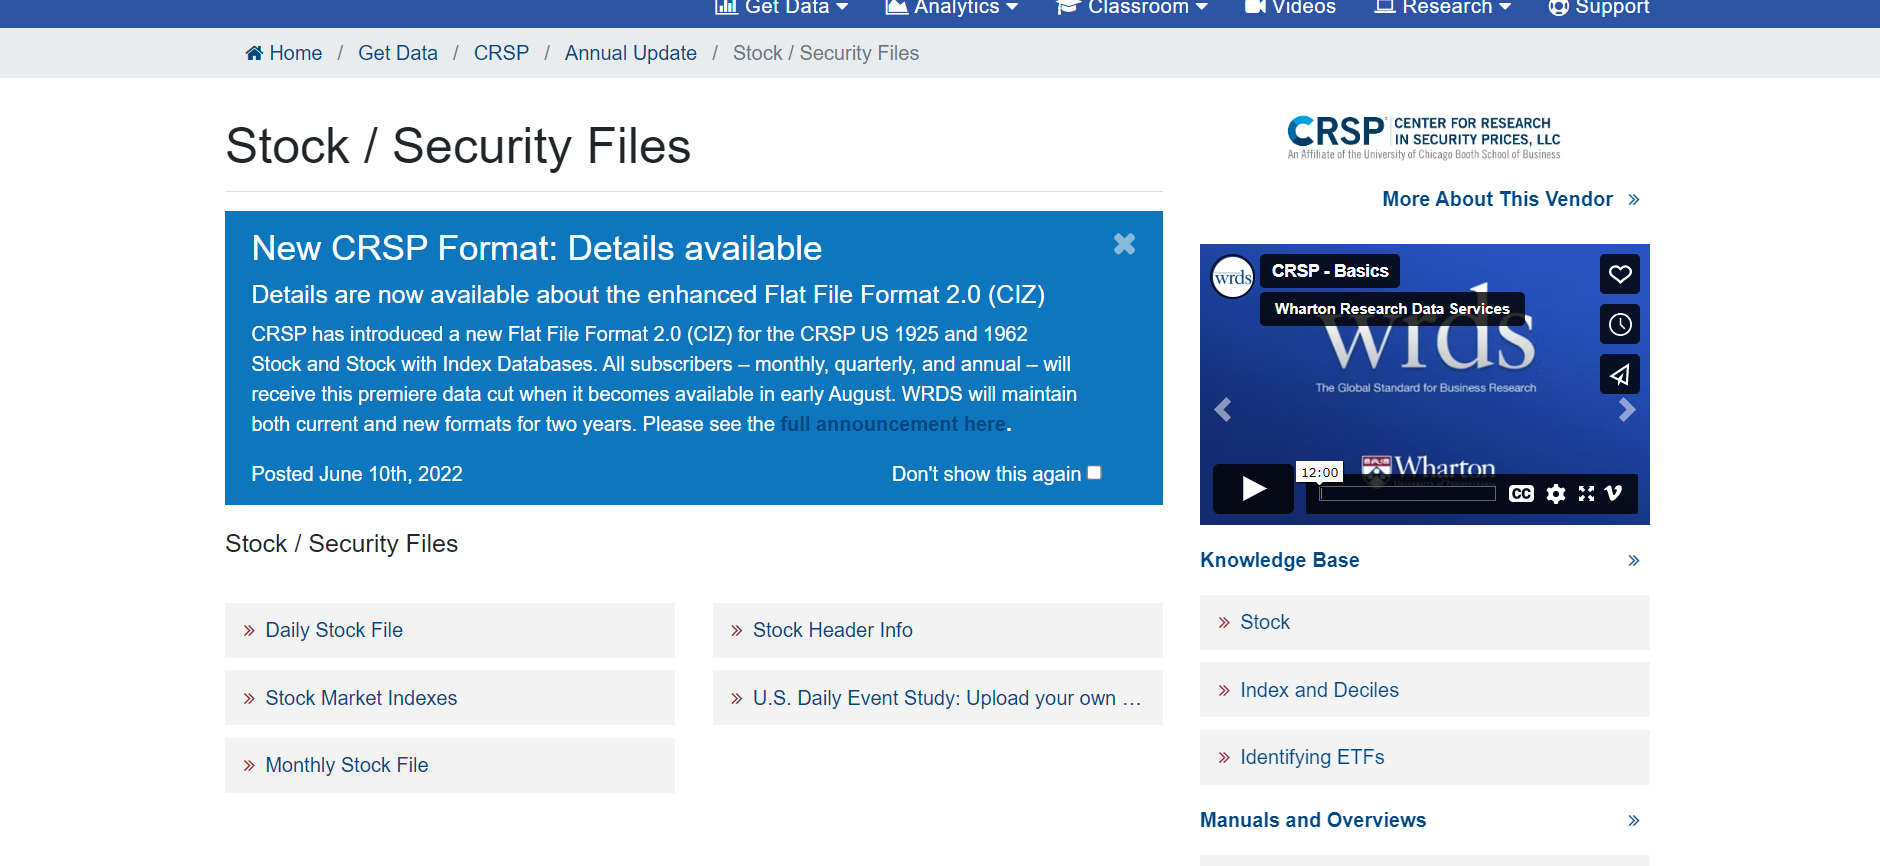 Get Data
Analytics
Classroom
Videos
Research
Support
Home / Get Data / CRSP / Annual Update / Stock / Security Files
Stock / Security Files
New CRSP Format: Details available
Details are now available about the enhanced Flat File Format 2.0 (CIZ)
CRSP has introduced a new Flat File Format 2.0 (CIZ) for the CRSP US 1925 and 1962
Stock and Stock with Index Databases. All subscribers – monthly, quarterly, and annual – will
receive this premiere data cut when it becomes available in early August. WRDS will maintain
both current and new formats for two years. Please see the full announcement here.
Posted June 10th, 2022
Don't show this again
Stock / Security Files
» Daily Stock File
» Stock Header Info
» Stock Market Indexes
» U.S. Daily Event Study: Upload your own ...
» Monthly Stock File
CRSP CENTER FOR RESEARCH
IN SECURITY PRICES, LLC
An Affiliate of the University of Chicago Booth School of Business
More About This Vendor »
wrds
CRSP - Basics
Wharton Research Data Services
wrds
The Global Standard for Business Research
Wharton
12:00
CC
Knowledge Base »
» Stock
» Index and Deciles
» Identifying ETFs
Manuals and Overviews »